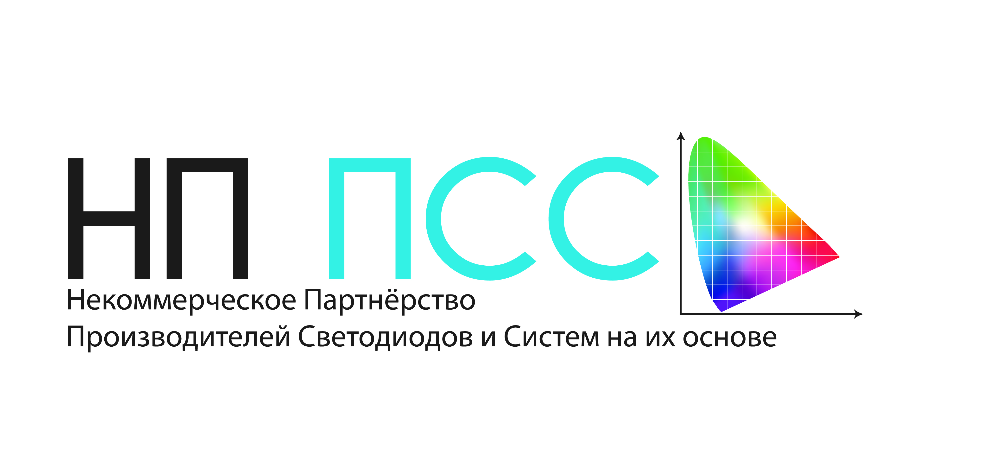 НП ПСС
Некоммерческое Партнёрство
Производителей Светодиодов и Систем на их основе